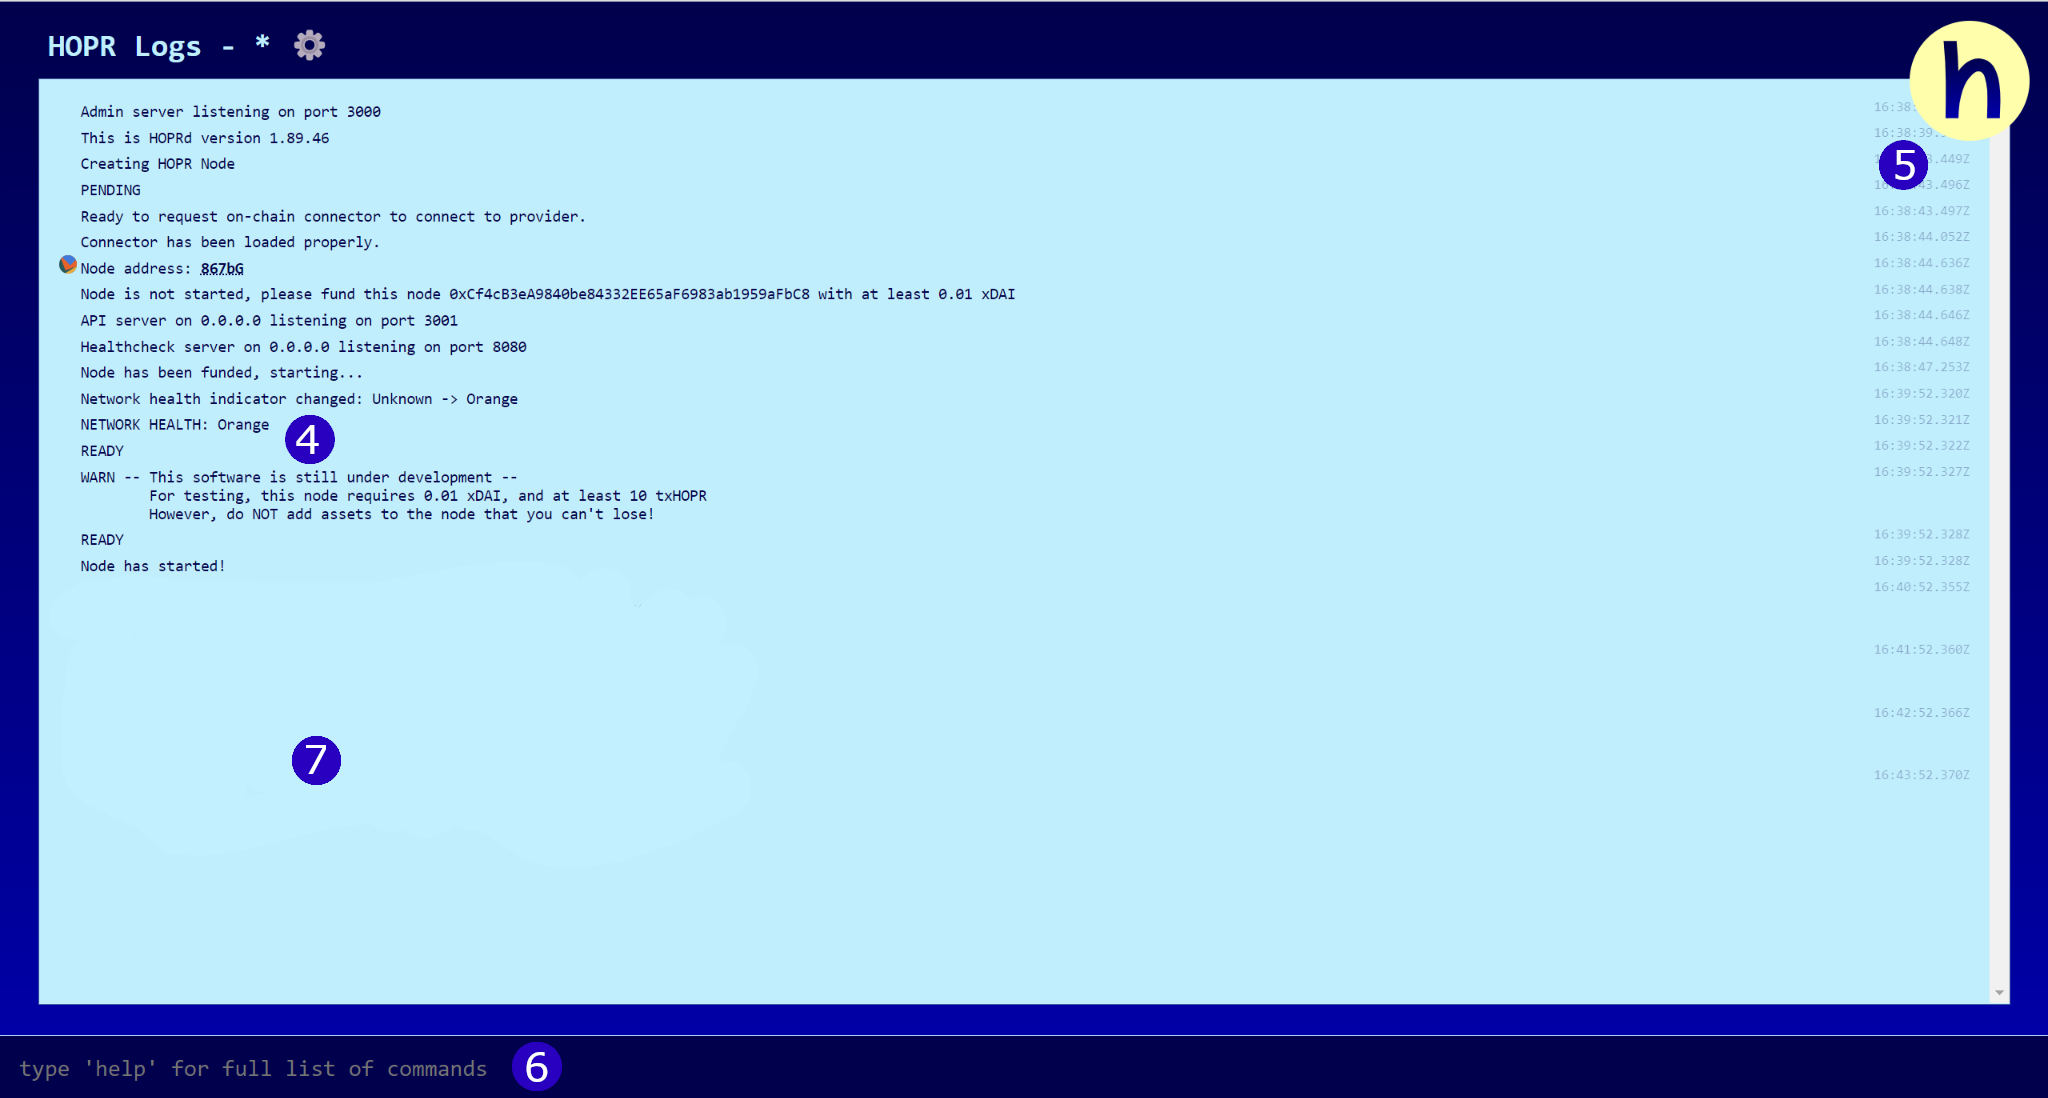 HOPR Logs - *
h
Admin server listening on port 3000
16:38:
This is HOPRd version 1.89.46
16:38:39.
Creating HOPR Node
.449Z
5
PENDING
43.496Z
Ready to request on-chain connector to connect to provider.
16:38:43.497Z
Connector has been loaded properly.
16:38:44.052Z
Node address: 867bG
16:38:44.636Z
Node is not started, please fund this node 0xCf4cB3eA9840be84332EE65aF6983ab1959aFbC8 with at least 0.01 xDAI
16:38:44.638Z
API server on 0.0.0.0 listening on port 3001
16:38:44.646Z
Healthcheck server on 0.0.0.0 listening on port 8080
16:38:44.648Z
Node has been funded, starting...
16:38:47.253Z
Network health indicator changed: Unknown -> Orange
16:39:52.320Z
NETWORK HEALTH: Orange
16:39:52.321Z
4
READY
16:39:52.322Z
WARN -- This software is still under development --
16:39:52.327Z
For testing, this node requires 0.01 xDAI, and at least 10 txHOPR
However, do NOT add assets to the node that you can't lose!
READY
16:39:52.328Z
Node has started!
16:39:52.328Z
16:40:52.355Z
16:41:52.360Z
16:42:52.366Z
7
16:43:52.370Z
type 'help' for full list of commands
6